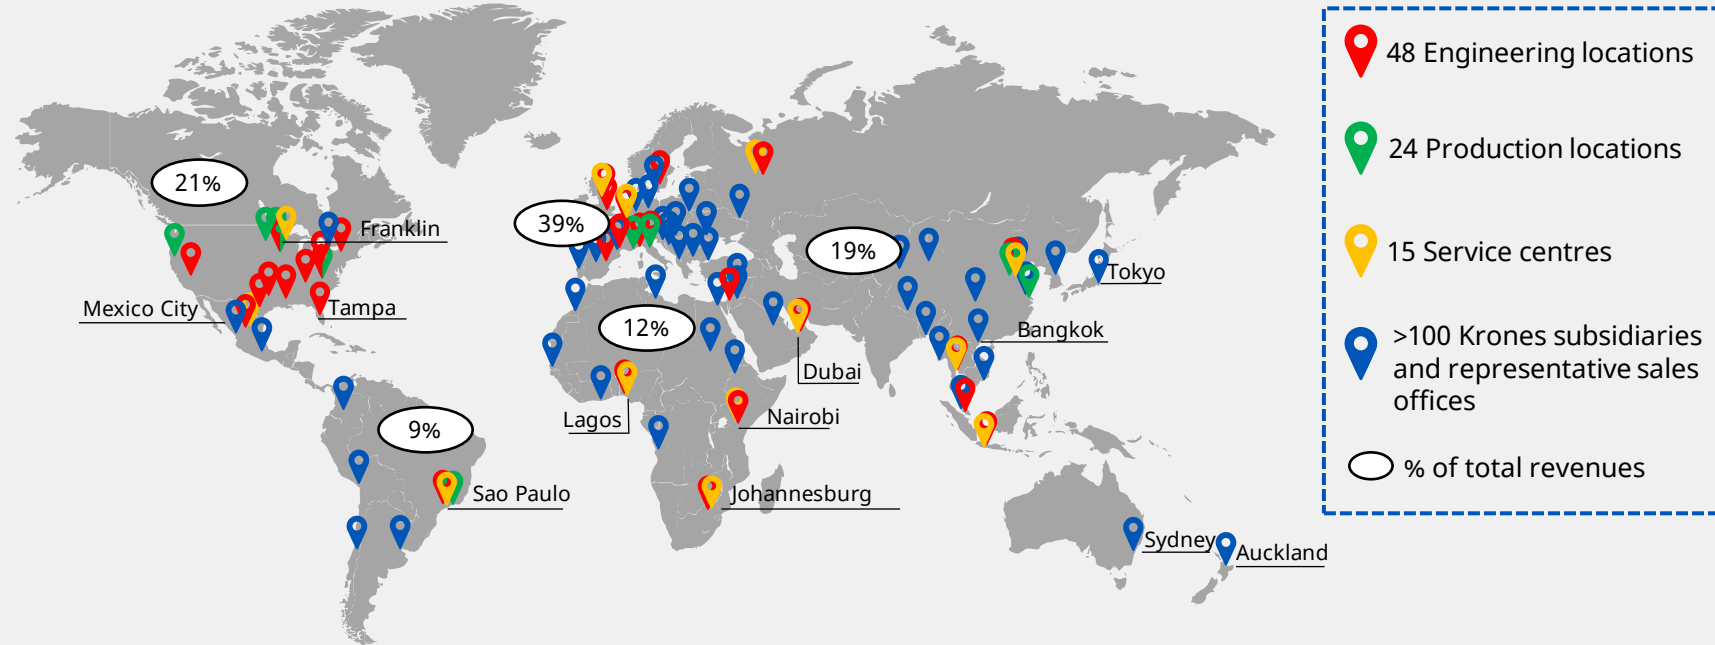 21%
Franklin
Mexico City
Tampa
9%
Sao Paulo
39%
12%
Lagos
Dubai
Nairobi
Johannesburg
19%
Tokyo
Bangkok
Sydney
Auckland
48 Engineering locations
24 Production locations
15 Service centres
>100 Krones subsidiaries
and representative sales
offices
% of total revenues